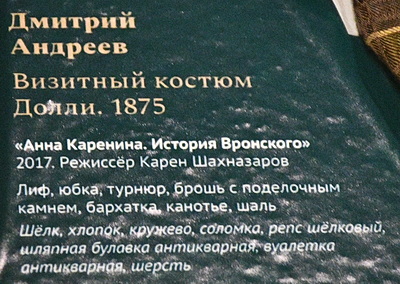 Дмитрий
Андреев
Визитный костюм
Долли. 1875
«Анна Каренина. История Вронского»
2017. Режиссёр Карен Шахназаров
Лиф, юбка, турнюр, брошь с поделочным
камнем, бархатка, канотье, шаль
Шёлк, хлопок, кружево, соломка, репс шёлковый,
шляпная булавка антикварная, вуалетка
антикварная, шерсть